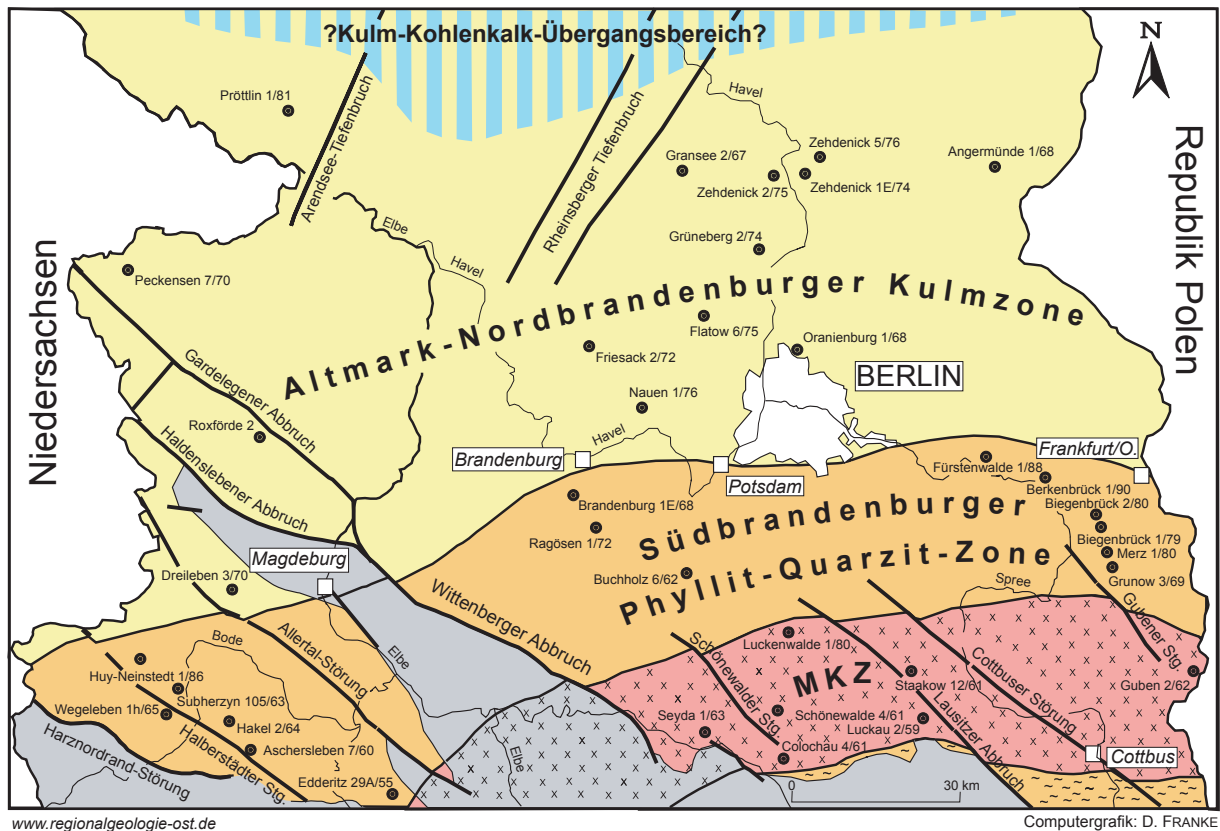 ?Kulm-Kohlenkalk-Übergangsbereich?
N
Pröttlin 1/81
Arendsee-Tiefenbruch
Rheinsberger Tiefenbruch
Havel
Gransee 2/67
Zehdenick 5/76
Zehdenick 2/75
Zehdenick 1E/74
Angermünde 1/68
Republik Polen
Niedersachsen
Elbe
Havel
Grüneberg 2/74
Peckensen 7/70
Altmark-Nordbrandenburger Kulmzone
Flatow 6/75
Friesack 2/72
Oranienburg 1/68
BERLIN
Gardelegener Abbruch
Nauen 1/76
Roxförde 2
Haldenslebener Abbruch
Havel
Brandenburg
Potsdam
Frankfurt/O.
Fürstenwalde 1/88
Berkenbrück 1/90
Biegenbrück 2/80
Biegenbrück 1/79
Merz 1/80
Grunow 3/69
Brandenburg 1E/68
Ragösen 1/72
Südbrandenburger
Phyllit-Quarzit-Zone
Buchholz 6/62
Magdeburg
Dreileben 3/70
Wittenberger Abbruch
Spree
Gubener Stg.
Bode
Allertal-Störung
Elbe
Schönewalder Stg.
Luckenwalde 1/80
MKZ
Staakow 12/61
Cottbuser Störung
Guben 2/62
Huy-Neinstedt 1/86
Subherzyn 105/63
Wegeleben 1h/65
Hakel 2/64
Halberstädter Stg.
Aschersleben 7/60
Edderitz 29A/55
Harznordrand-Störung
Elbe
Seyda 1/63
Schönewalde 4/61
Luckau 2/59
Colochau 4/61
Lausitzer Abbruch
Cottbus
0 30 km
www.regionalgeologie-ost.de
Computergrafik: D. FRANKE